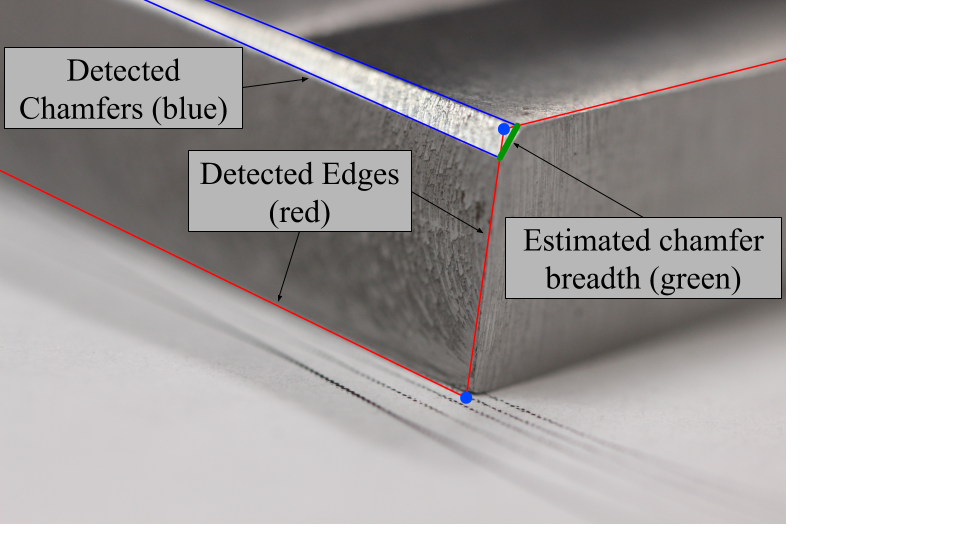 Detected
Chamfers (blue)
Detected Edges
(red)
Estimated chamfer
breadth (green)